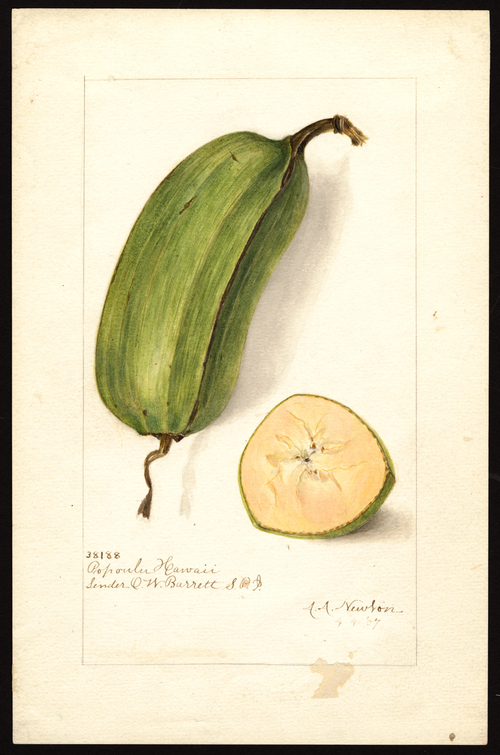 38188
Popoulu Hawaii
Sender O W. Barrett S. P. I.
A. A. Newton